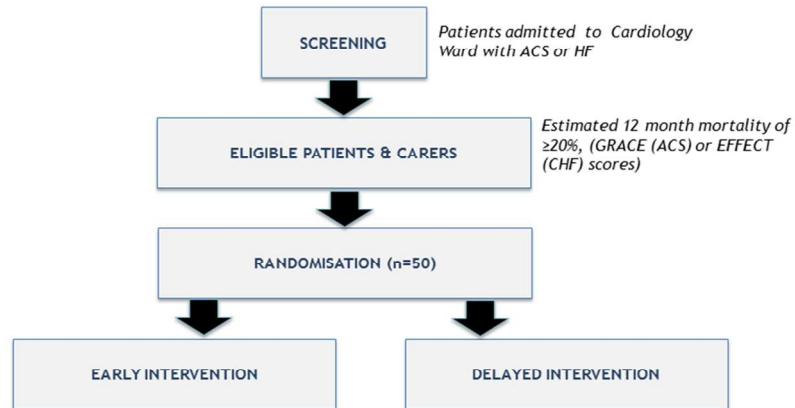 SCREENING
Patients admitted to Cardiology
Ward with ACS or HF
ELIGIBLE PATIENTS & CARERS
Estimated 12 month mortality of
≥20%, (GRACE (ACS) or EFFECT
(CHF) scores)
RANDOMISATION (n=50)
EARLY INTERVENTION
DELAYED INTERVENTION